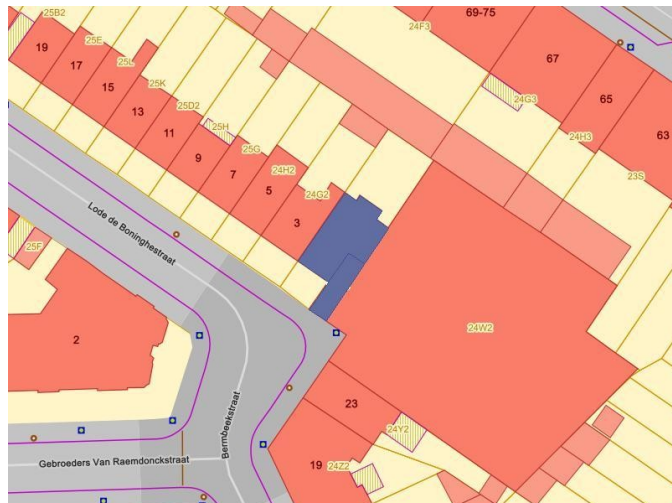 25B2
69-75
24F3
19
25E
17
25L
67
15
25K
24G3
65
13
25D2
24H3
63
11
25H
9
25G
23S
7
24H2
5
24G2
3
Lode de Boninghestraat
25F
24W2
2
23
Bermbeekstraat
24Y2
Gebroeders Van Raemdonckstraat
19
24Z2